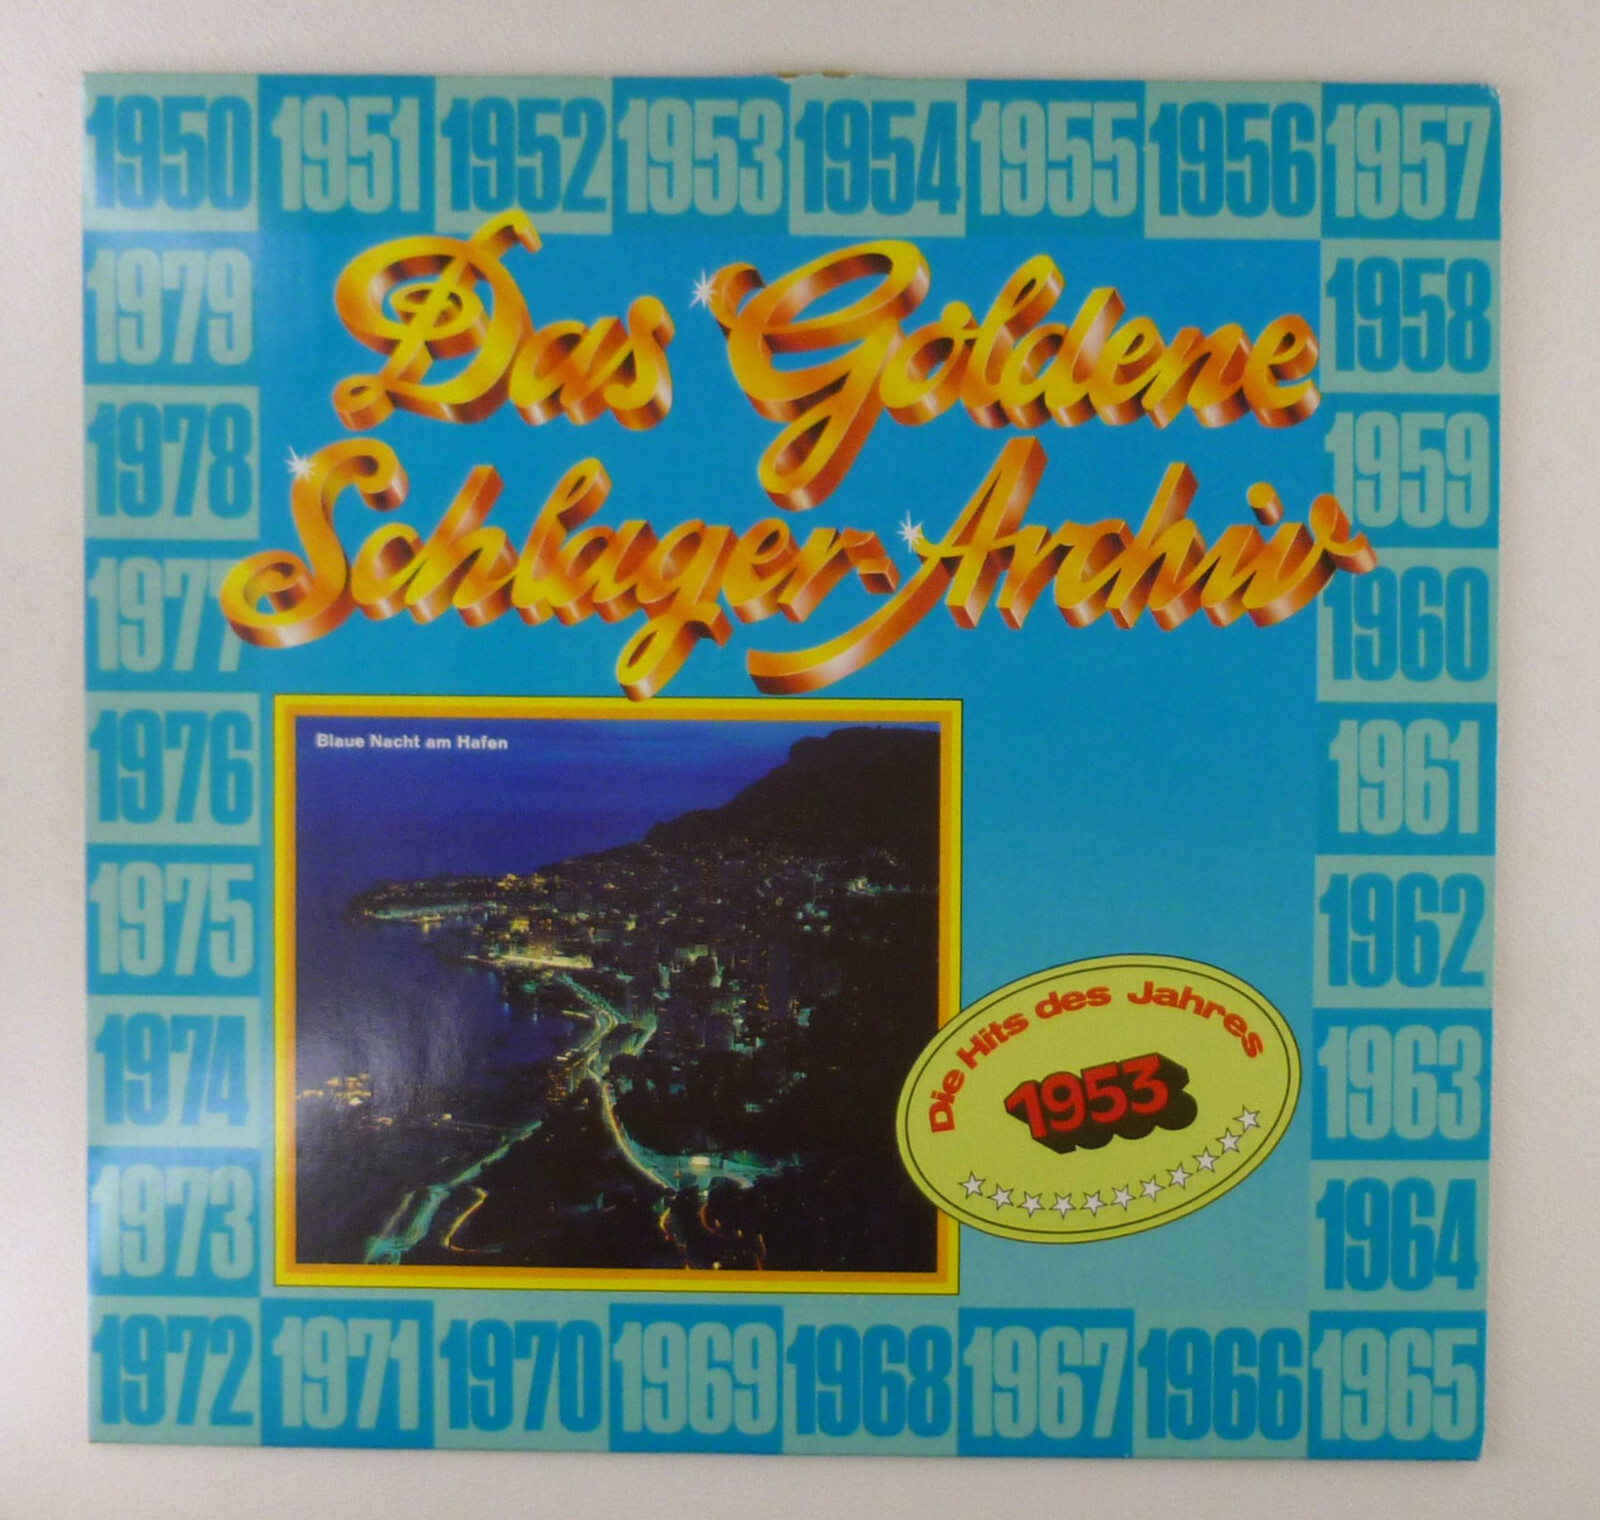 1950 1951 1952 1953 1954 1955 1956 1957
1979
1958
1978
1959
1977
1960
1976
1961
1975
1962
1974
1963
1973
1964
1972 1971 1970 1969 1968 1967 1966 1965
Das Goldene
Schlager-Archiv
Blaue Nacht am Hafen
Die Hits des Jahres
1953